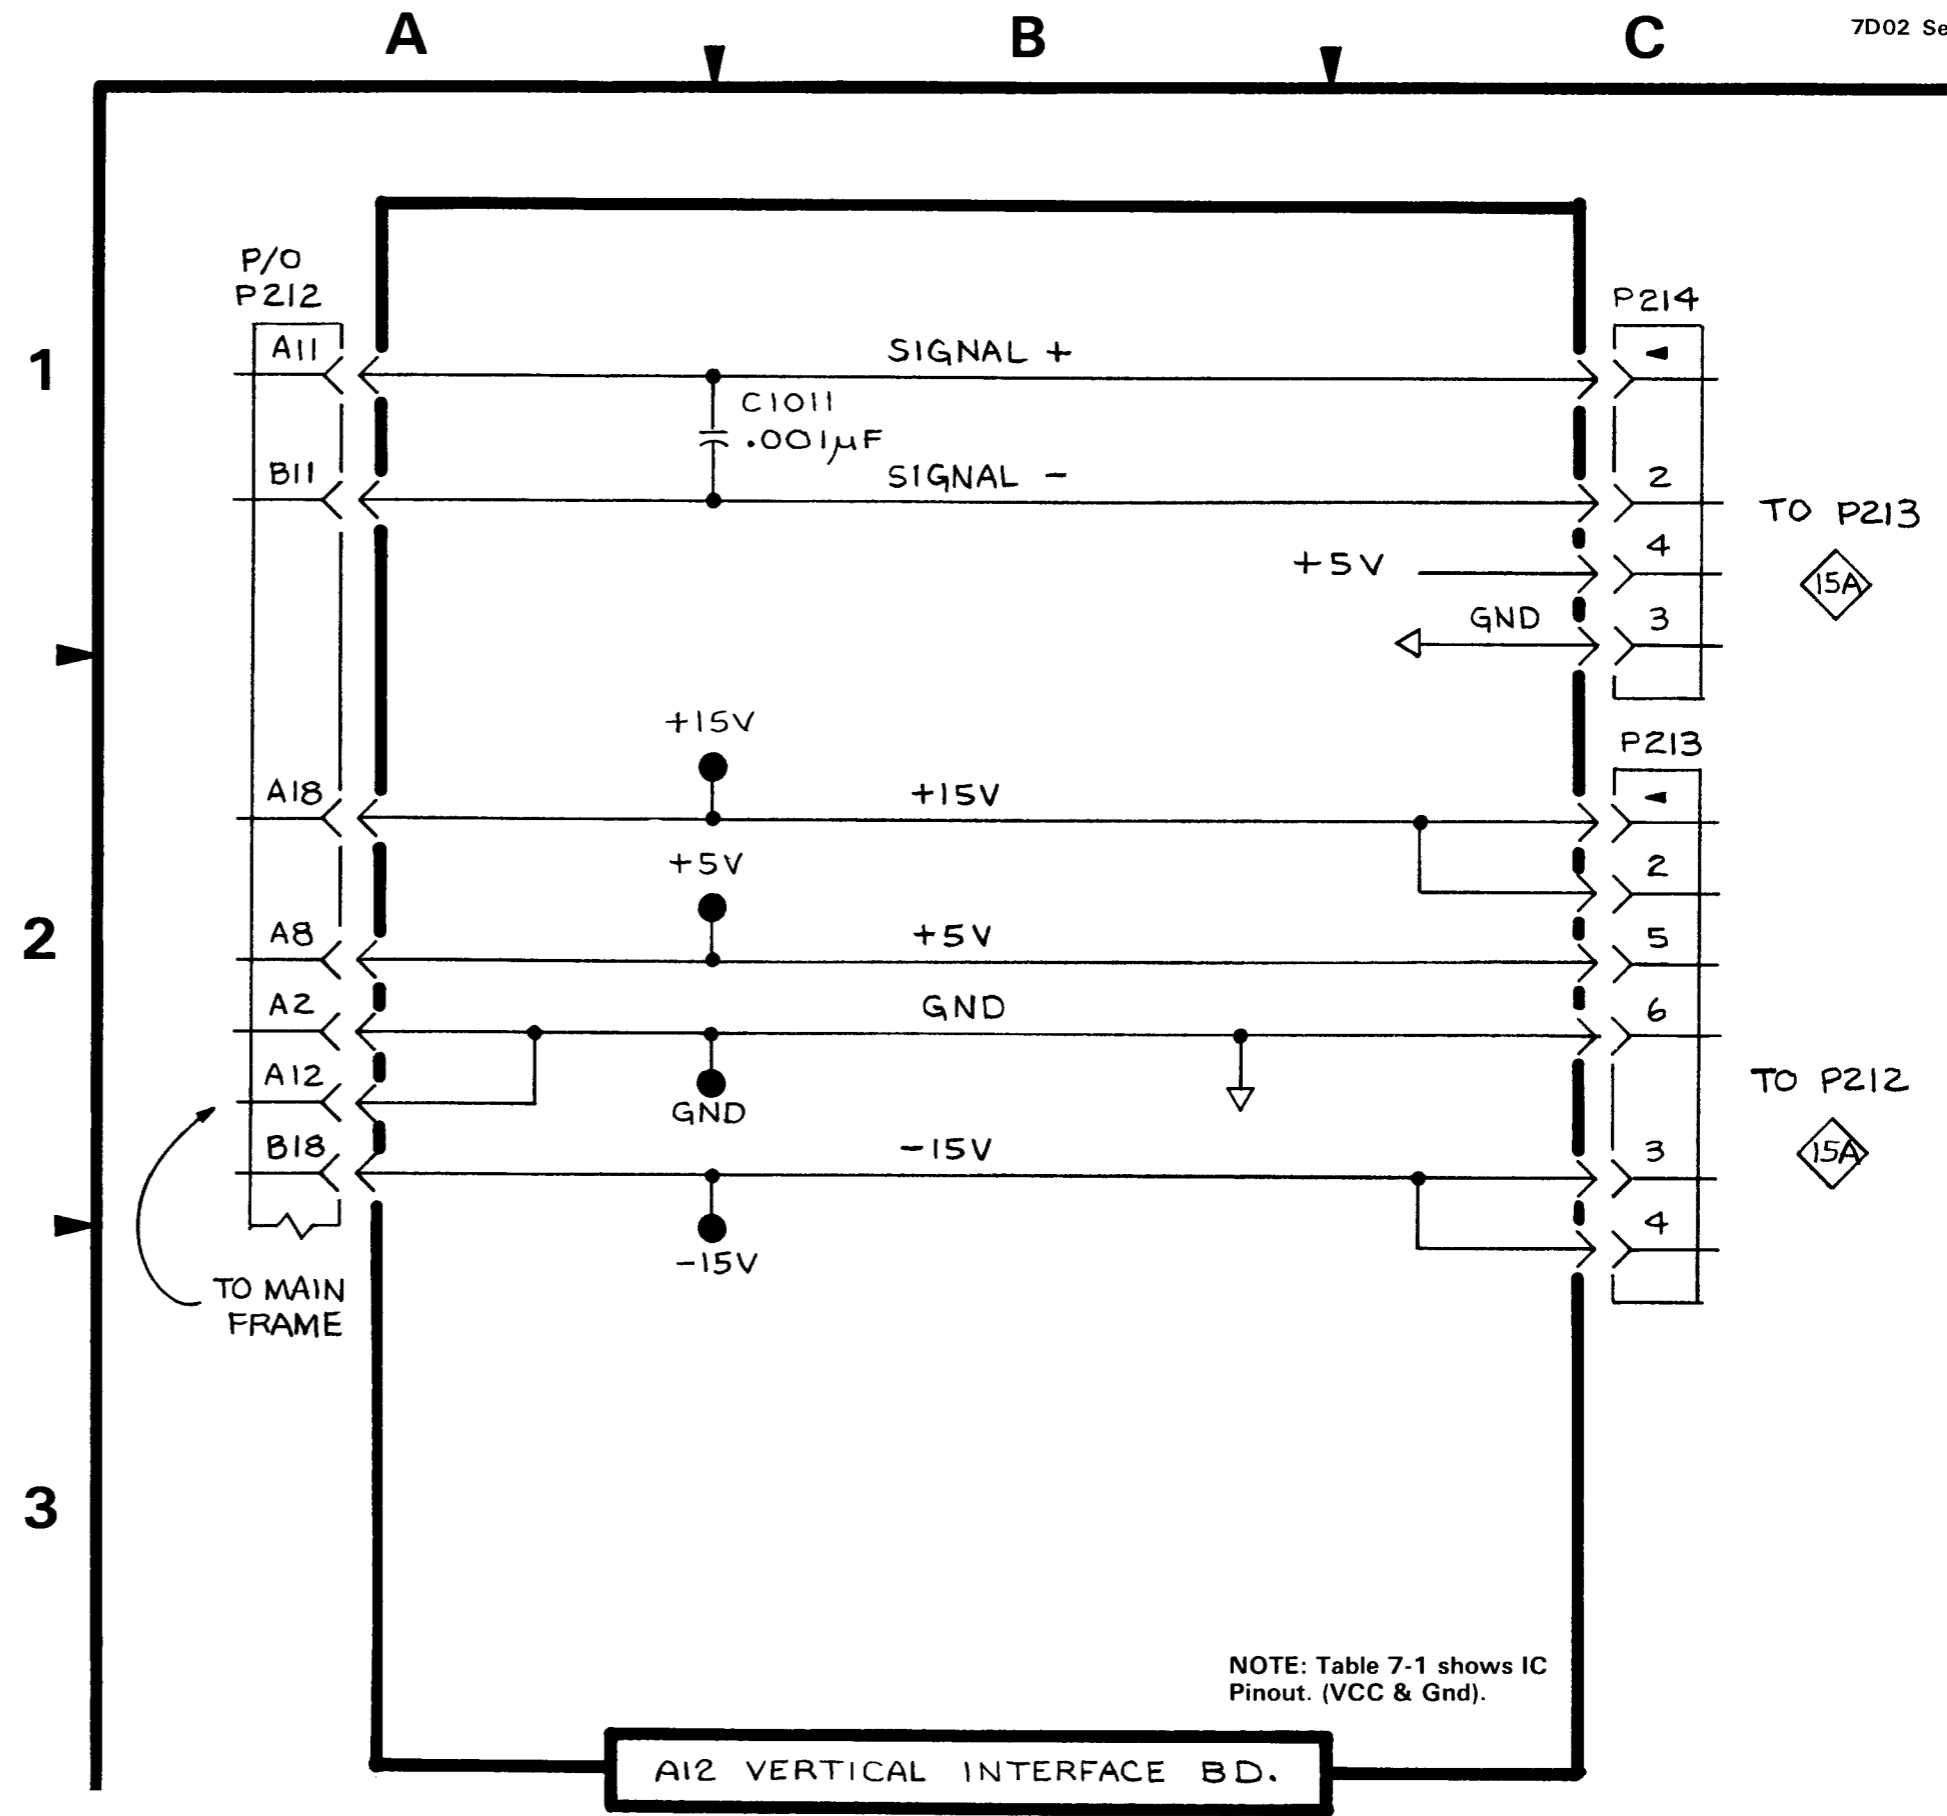 A
B
C
7D02 Se
1
2
3
P/O
P212
A11
B11
A18
A8
A2
A12
B18
TO MAIN
FRAME
SIGNAL +
C1011
.001µF
SIGNAL -
+5V
GND
+15V
+15V
+5V
+5V
GND
GND
-15V
-15V
P214
2
4
3
TO P213
15A
P213
2
5
6
3
4
TO P212
15A
NOTE: Table 7-1 shows IC
Pinout. (VCC & Gnd).
A12 VERTICAL INTERFACE BD.